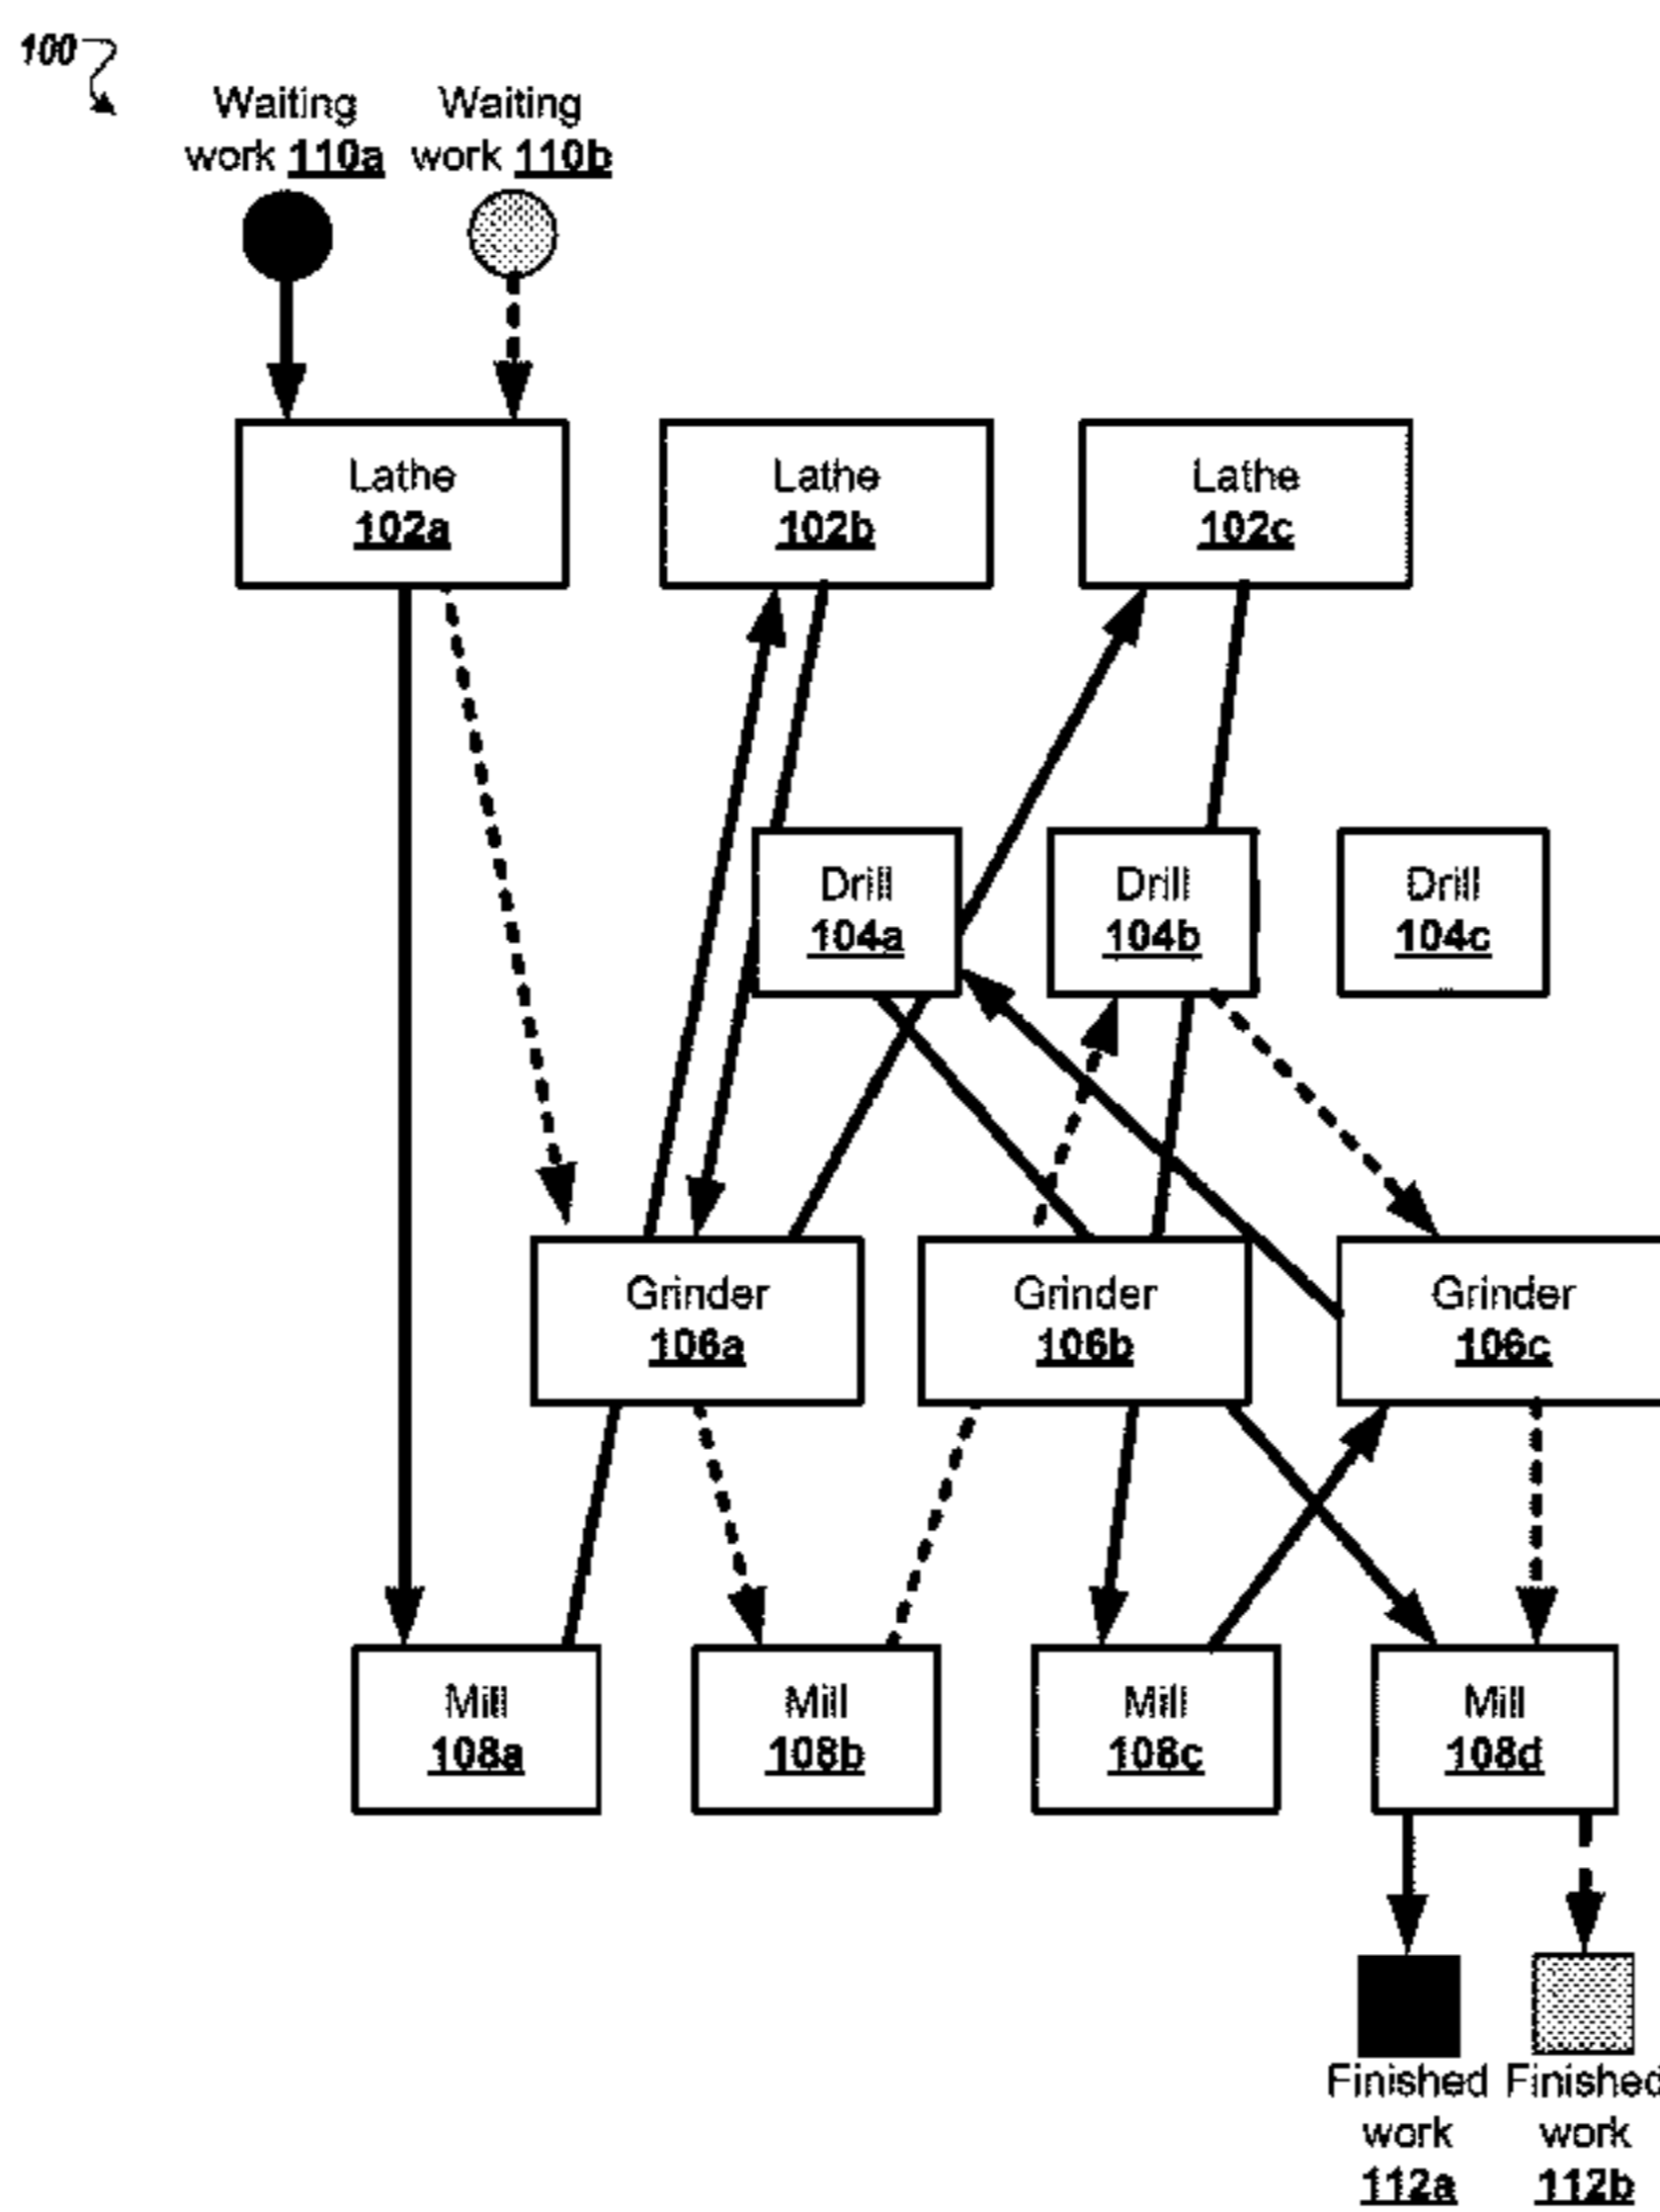 100
Waiting Waiting
work 110a work 110b
Lathe Lathe Lathe
102a 102b 102c
Drill Drill Drill
104a 104b 104c
Grinder Grinder Grinder
106a 106b 106c
Mill Mill Mill Mill
108a 108b 108c 108d
Finished Finished
work work
112a 112b